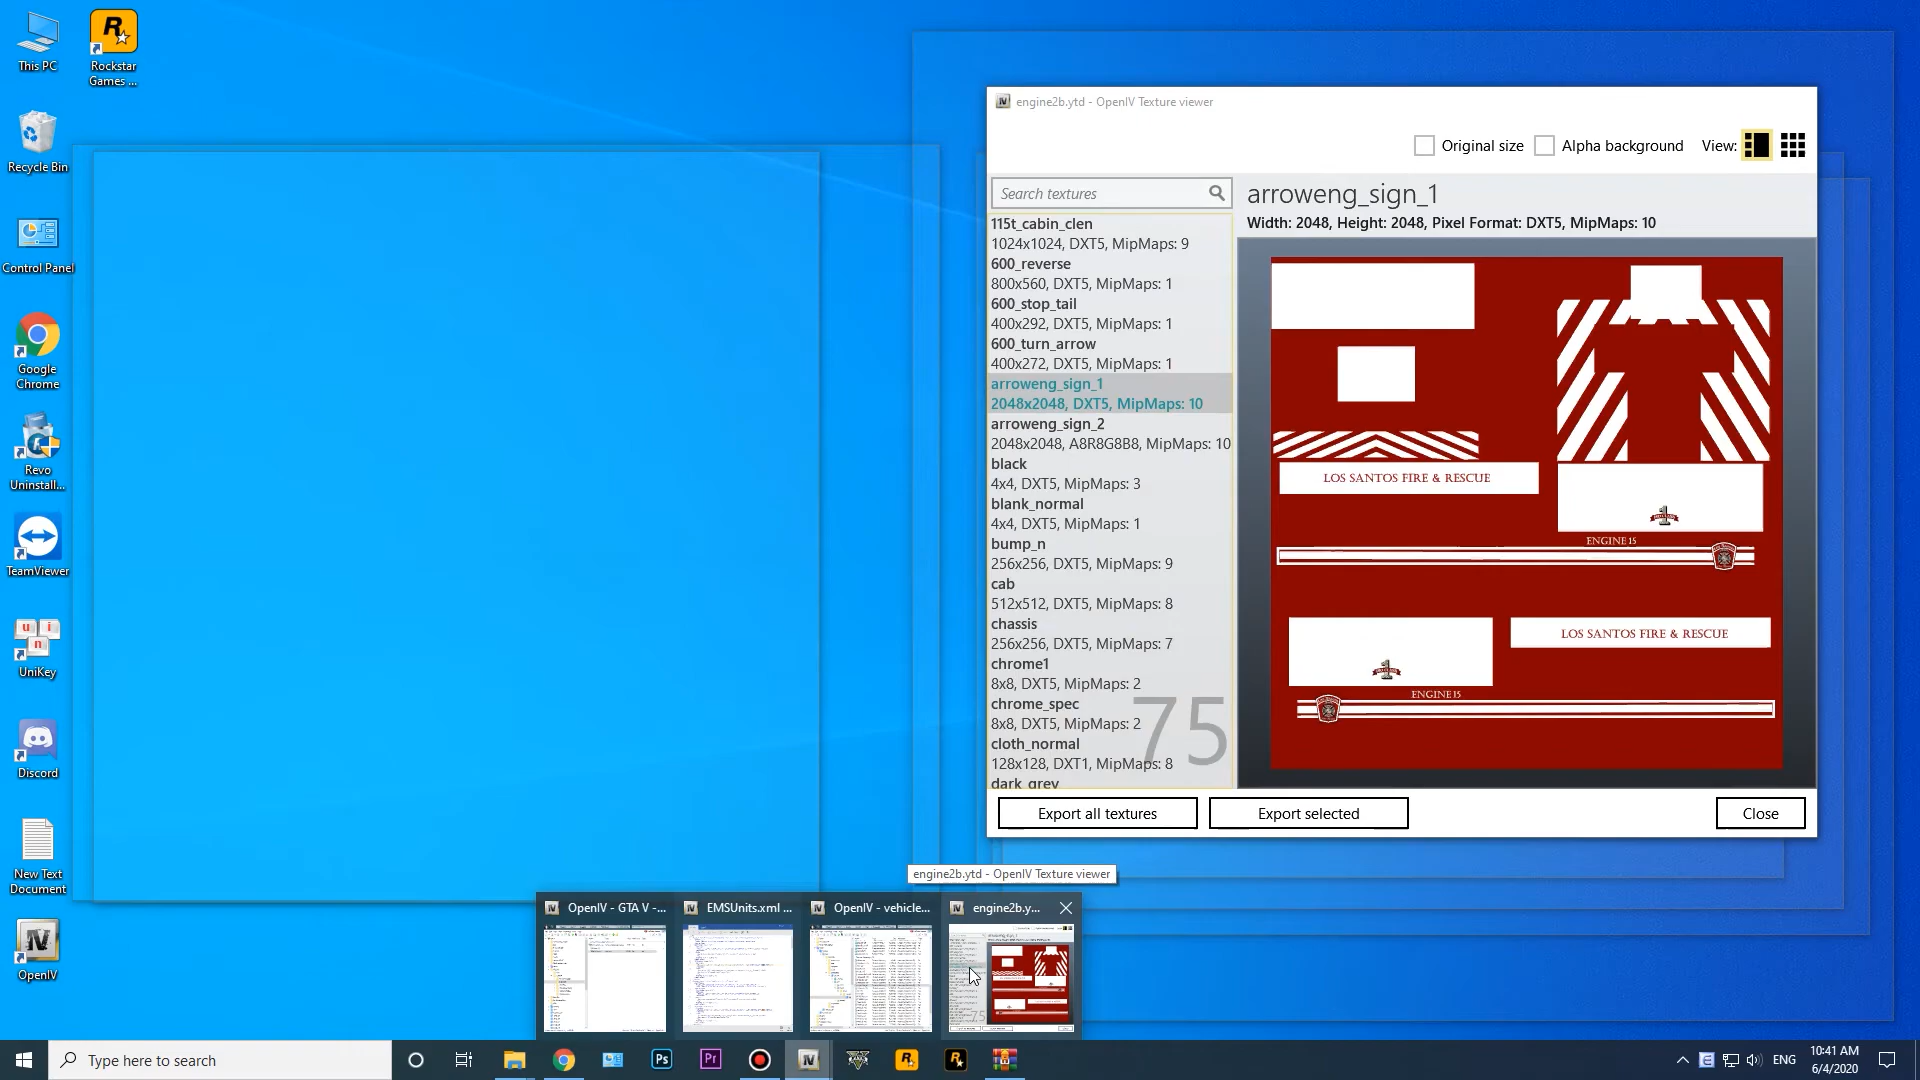 This PC
Rockstar
Games ...
Recycle Bin
Control Panel
Google
Chrome
Revo
Uninstall...
TeamViewer
UniKey
Discord
New Text
Document
OpenIV
engine2b.ytd - OpenIV Texture viewer
Original size
Alpha background
View:
Search textures
115t_cabin_clen
1024x1024, DXT5, MipMaps: 9
600_reverse
800x560, DXT5, MipMaps: 1
600_stop_tail
400x292, DXT5, MipMaps: 1
600_turn_arrow
400x272, DXT5, MipMaps: 1
arroweng_sign_1
2048x2048, DXT5, MipMaps: 10
arroweng_sign_2
2048x2048, A8R8G8B8, MipMaps: 10
black
4x4, DXT5, MipMaps: 3
blank_normal
4x4, DXT5, MipMaps: 1
bump_n
256x256, DXT5, MipMaps: 9
cab
512x512, DXT5, MipMaps: 8
chassis
256x256, DXT5, MipMaps: 7
chrome1
8x8, DXT5, MipMaps: 2
chrome_spec
8x8, DXT5, MipMaps: 2
cloth_normal
128x128, DXT1, MipMaps: 8
dark_grey
75
arroweng_sign_1
Width: 2048, Height: 2048, Pixel Format: DXT5, MipMaps: 10
LOS SANTOS FIRE & RESCUE
1
ENGINE 15
LOS SANTOS FIRE & RESCUE
1
ENGINE 15
Export all textures
Export selected
Close
engine2b.ytd - OpenIV Texture viewer
OpenIV - GTA V -...
EMSUnits.xml ...
OpenIV - vehicle...
engine2b.y...
Type here to search
Ps
Pr
ENG
10:41 AM
6/4/2020